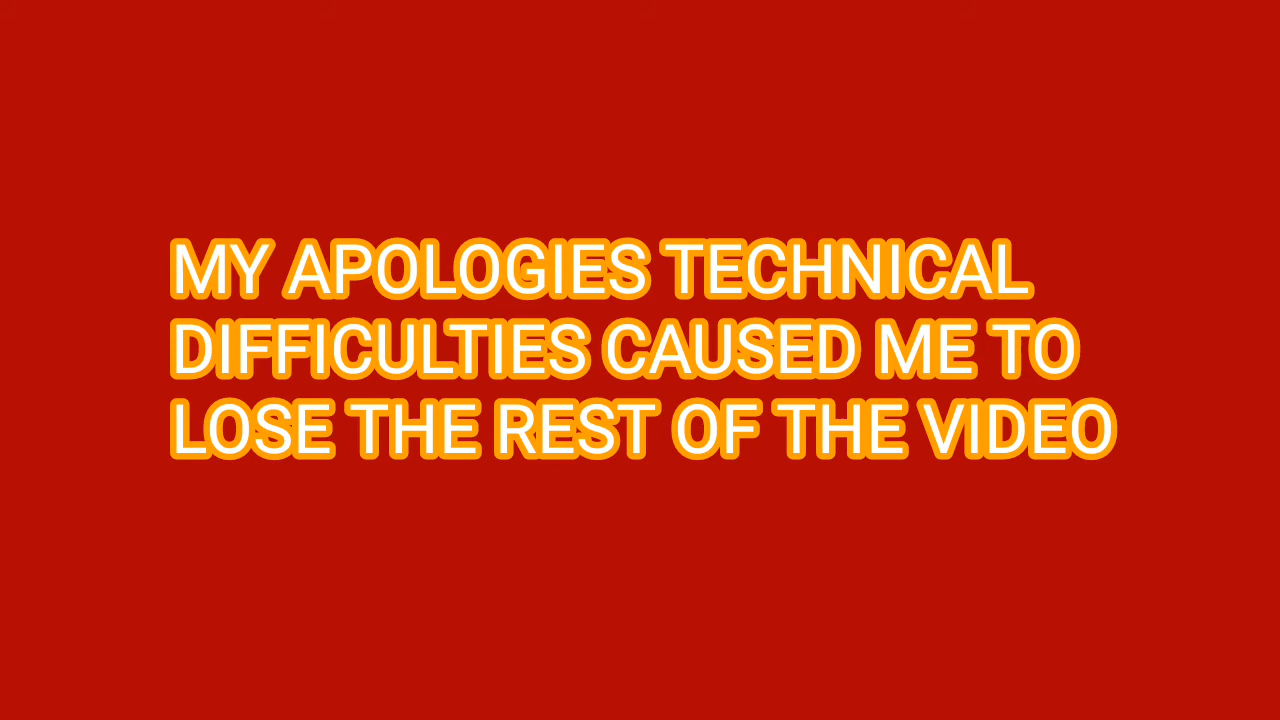 MY APOLOGIES TECHNICAL
DIFFICULTIES CAUSED ME TO
LOSE THE REST OF THE VIDEO